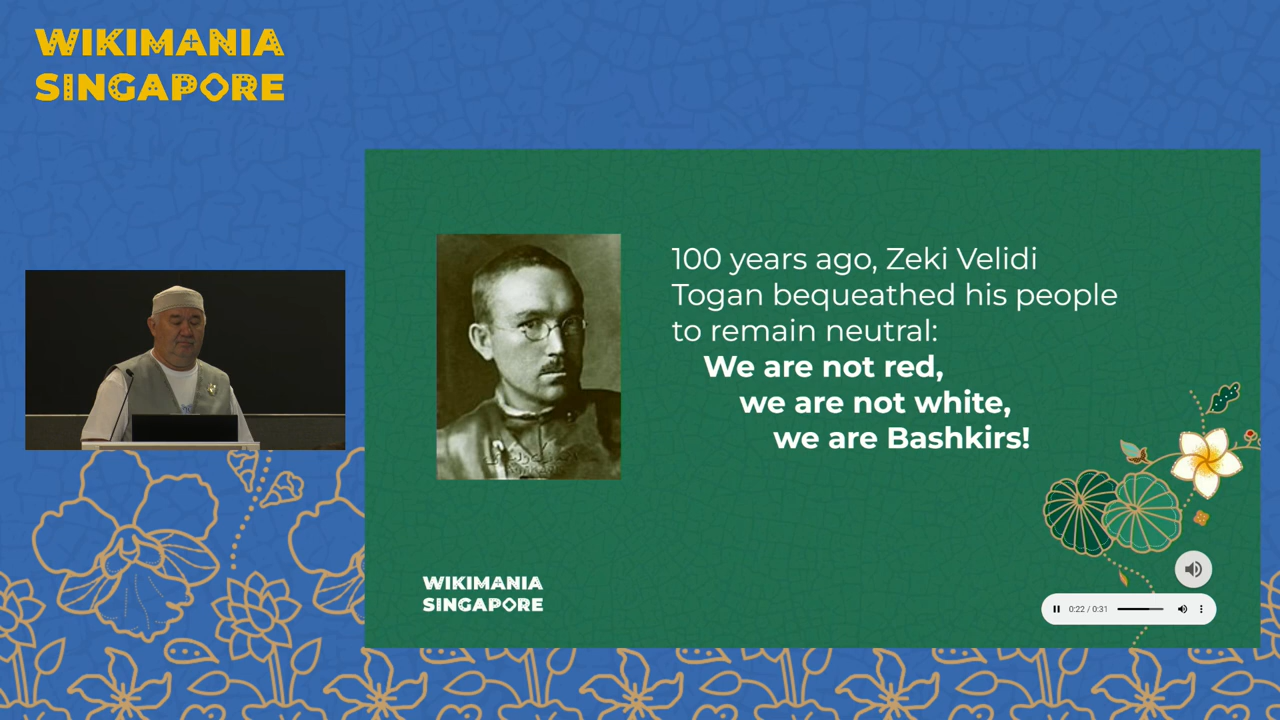 WIKIMANIA
SINGAPORE
100 years ago, Zeki Velidi
Togan bequeathed his people
to remain neutral:
We are not red,
we are not white,
we are Bashkirs!
WIKIMANIA
SINGAPORE
0:22 / 0:31